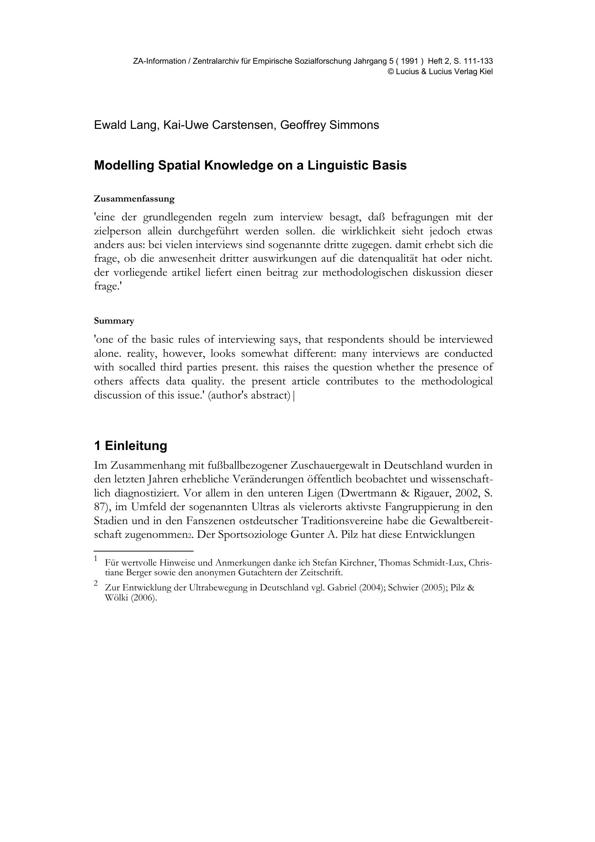 ZA-Information / Zentralarchiv für Empirische Sozialforschung Jahrgang 5 ( 1991 ) Heft 2, S. 111-133
© Lucius & Lucius Verlag Kiel
Ewald Lang, Kai-Uwe Carstensen, Geoffrey Simmons
Modelling Spatial Knowledge on a Linguistic Basis
Zusammenfassung
'eine der grundlegenden regeln zum interview besagt, daß befragungen mit der
zielperson allein durchgeführt werden sollen. die wirklichkeit sieht jedoch etwas
anders aus: bei vielen interviews sind sogenannte dritte zugegen. damit erhebt sich die
frage, ob die anwesenheit dritter auswirkungen auf die datenqualität hat oder nicht.
der vorliegende artikel liefert einen beitrag zur methodologischen diskussion dieser
frage.'
Summary
'one of the basic rules of interviewing says, that respondents should be interviewed
alone. reality, however, looks somewhat different: many interviews are conducted
with socalled third parties present. this raises the question whether the presence of
others affects data quality. the present article contributes to the methodological
discussion of this issue.' (author's abstract)|
1 Einleitung
Im Zusammenhang mit fußballbezogener Zuschauergewalt in Deutschland wurden in
den letzten Jahren erhebliche Veränderungen öffentlich beobachtet und wissenschaft-
lich diagnostiziert. Vor allem in den unteren Ligen (Dwertmann & Rigauer, 2002, S.
87), im Umfeld der sogenannten Ultras als vielerorts aktivste Fangruppierung in den
Stadien und in den Fanszenen ostdeutscher Traditionsvereine habe die Gewaltbereit-
schaft zugenommen2. Der Sportsoziologe Gunter A. Pilz hat diese Entwicklungen
1 Für wertvolle Hinweise und Anmerkungen danke ich Stefan Kirchner, Thomas Schmidt-Lux, Chris-
tiane Berger sowie den anonymen Gutachtern der Zeitschrift.
2 Zur Entwicklung der Ultrabewegung in Deutschland vgl. Gabriel (2004); Schwier (2005); Pilz &
Wölki (2006).